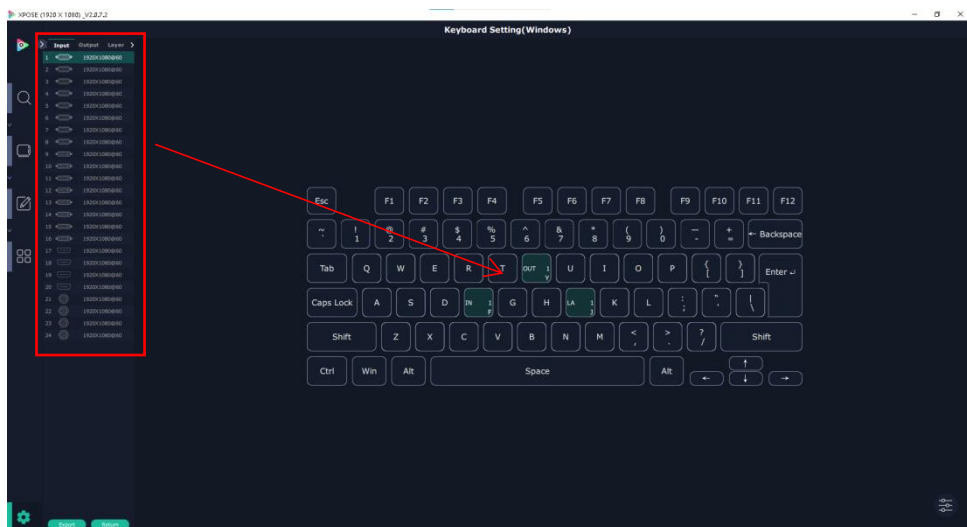 XPOSE (1920 X 1080) _V2.0.7.2
Keyboard Setting(Windows)
Input Output Layer
1 1920X1080@60
2 1920X1080@60
3 1920X1080@60
4 1920X1080@60
5 1920X1080@60
6 1920X1080@60
7 1920X1080@60
8 1920X1080@60
9 1920X1080@60
10 1920X1080@60
11 1920X1080@60
12 1920X1080@60
13 1920X1080@60
14 1920X1080@60
15 1920X1080@60
16 1920X1080@60
17 1920X1080@60
18 1920X1080@60
19 1920X1080@60
20 1920X1080@60
21 1920X1080@60
22 1920X1080@60
23 1920X1080@60
24 1920X1080@60
Esc F1 F2 F3 F4 F5 F6 F7 F8 F9 F10 F11 F12
~ ! @ # $ % ^ & * ( ) — +
` 1 2 3 4 5 6 7 8 9 0 - = ← Backspace
Tab Q W E R T OUT 1 Y U I O P { [ } ] Enter ↵
Caps Lock A S D IN 1 F G H LA 1 J K L : ; " ' | \
Shift Z X C V B N M < , > . ? / Shift
Ctrl Win Alt Space Alt ← ↑ ↓ →
Export Return